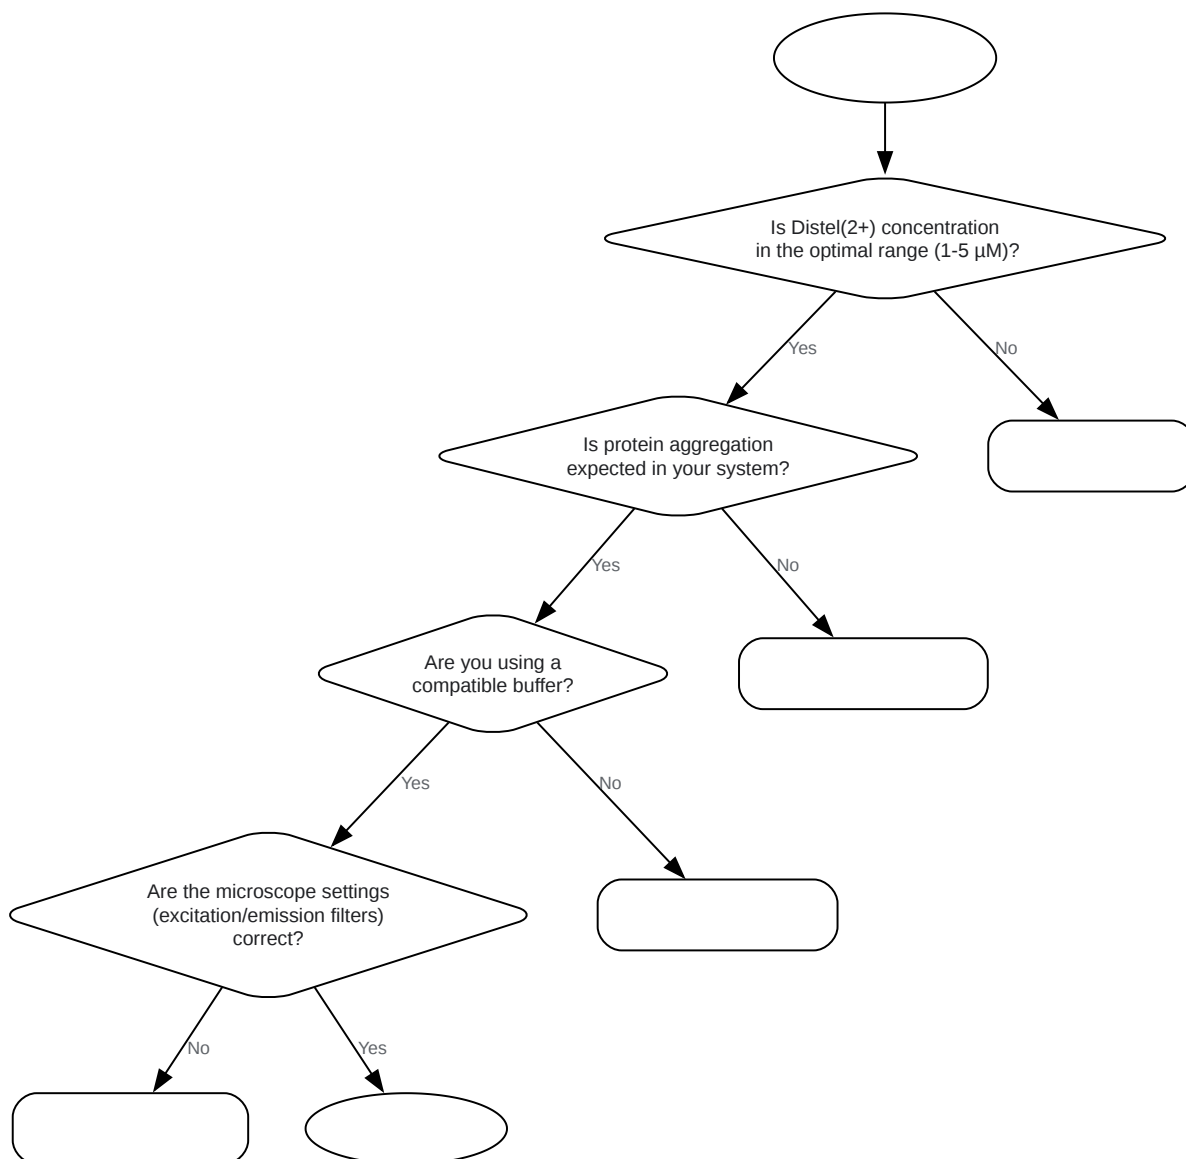 Is Distel(2+) concentration
in the optimal range (1-5 µM)?
Yes
No
Is protein aggregation
expected in your system?
Yes
No
Are you using a
compatible buffer?
Yes
No
Are the microscope settings
(excitation/emission filters)
correct?
No
Yes